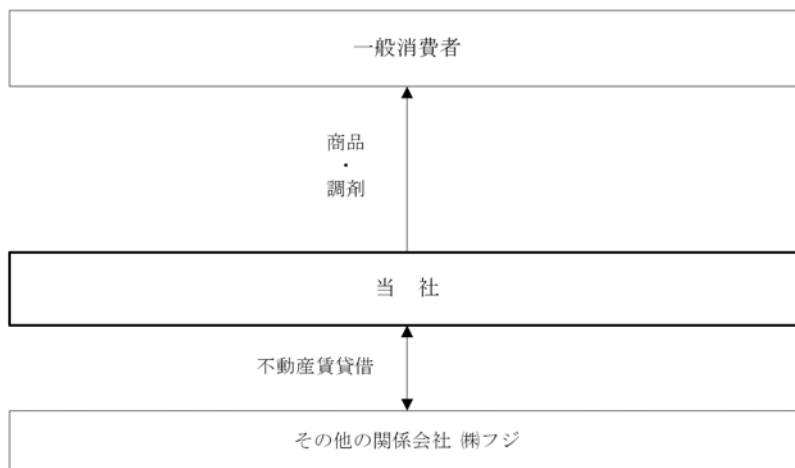 一般消費者
商品
・
調剤
当　社
不動産賃貸借
その他の関係会社 ㈱フジ